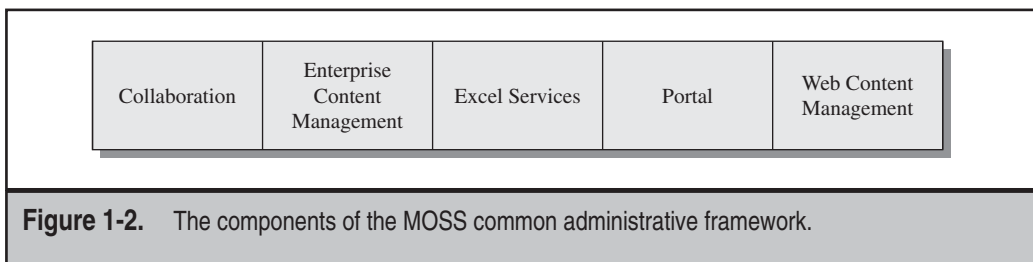 Collaboration
Enterprise
Content
Management
Excel Services
Portal
Web Content
Management
Figure 1-2. The components of the MOSS common administrative framework.